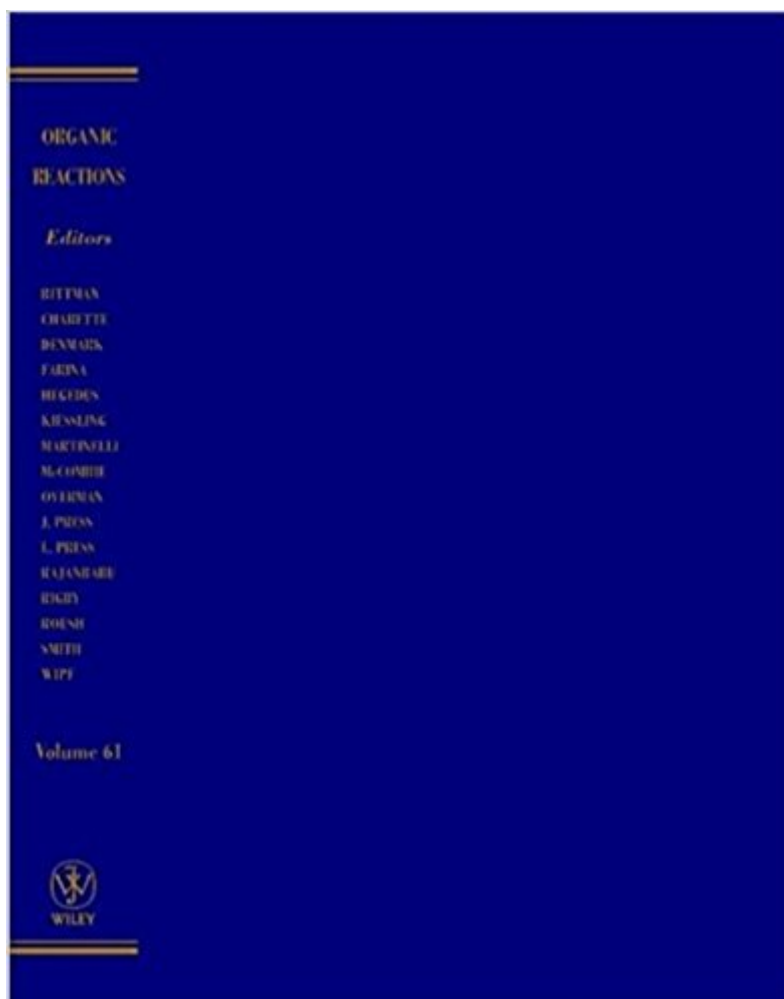 ORGANIC
REACTIONS
Editors
BITTMAN
CHARETTE
DENMARK
FARINA
HEGEDUS
KIESSLING
MARTINELLI
McCOMBIE
OVERMAN
J. PRESS
L. PRESS
RAJANBABU
RIGBY
ROUSH
SMITH
WIPF
Volume 61
WILEY